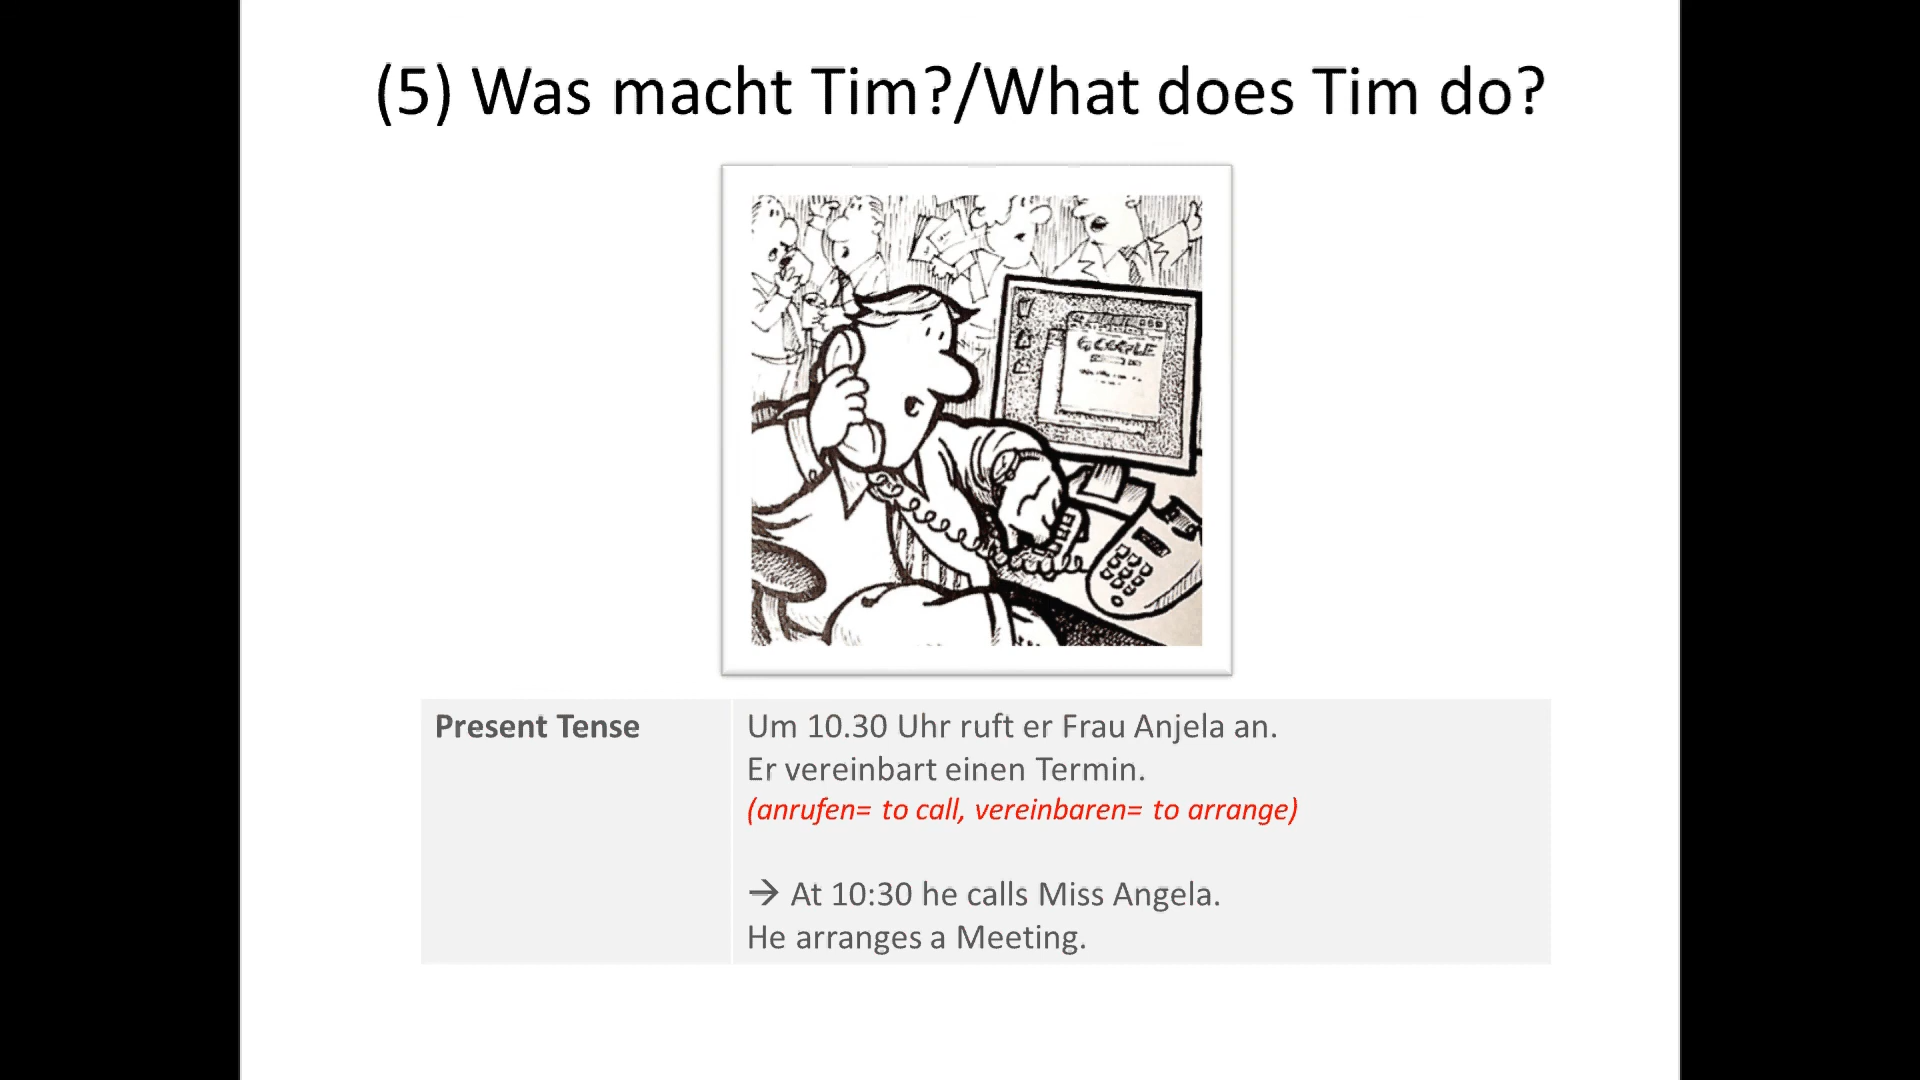 (5) Was macht Tim?/What does Tim do?
GOOGLE
Present Tense
Um 10.30 Uhr ruft er Frau Anjela an.
Er vereinbart einen Termin.
(anrufen= to call, vereinbaren= to arrange)
→ At 10:30 he calls Miss Angela.
He arranges a Meeting.